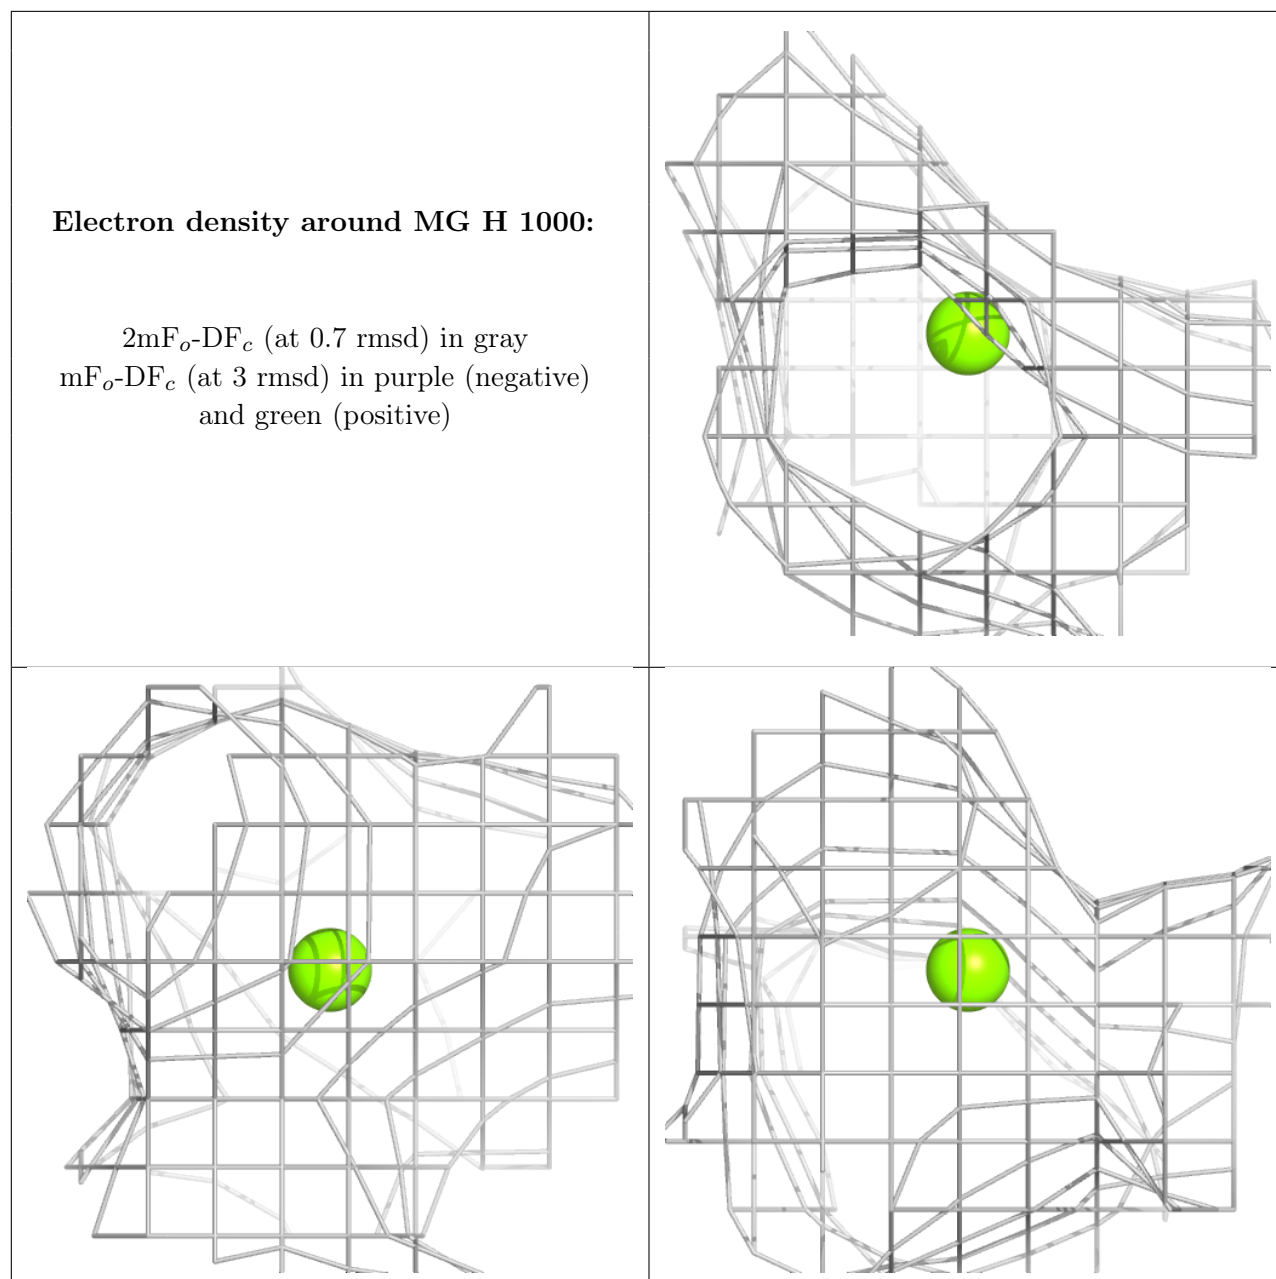 Electron density around MG H 1000:
2mFo-DFc (at 0.7 rmsd) in gray
mFo-DFc (at 3 rmsd) in purple (negative)
and green (positive)